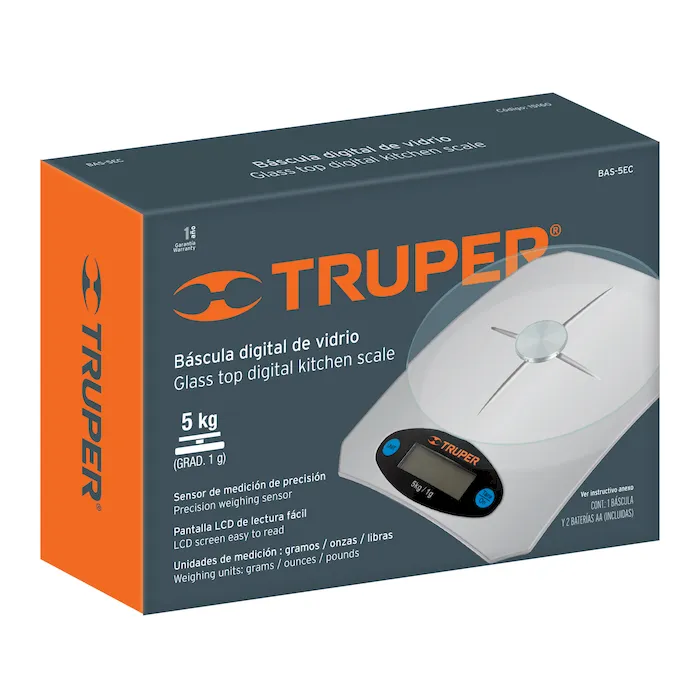 BAS-5EC
Código: 15160
Báscula digital de vidrio
Glass top digital kitchen scale
BAS-5EC
1 año
Garantía
Warranty
TRUPER®
TRUPER®
Báscula digital de vidrio
Glass top digital kitchen scale
5 kg
(GRAD. 1 g)
Sensor de medición de precisión
Precision weighing sensor
Pantalla LCD de lectura fácil
LCD screen easy to read
Unidades de medición : gramos / onzas / libras
Weighing units: grams / ounces / pounds
TRUPER
5kg / 1g
Ver instructivo anexo
CONT.: 1 BÁSCULA
Y 2 BATERÍAS AA (INCLUIDAS)